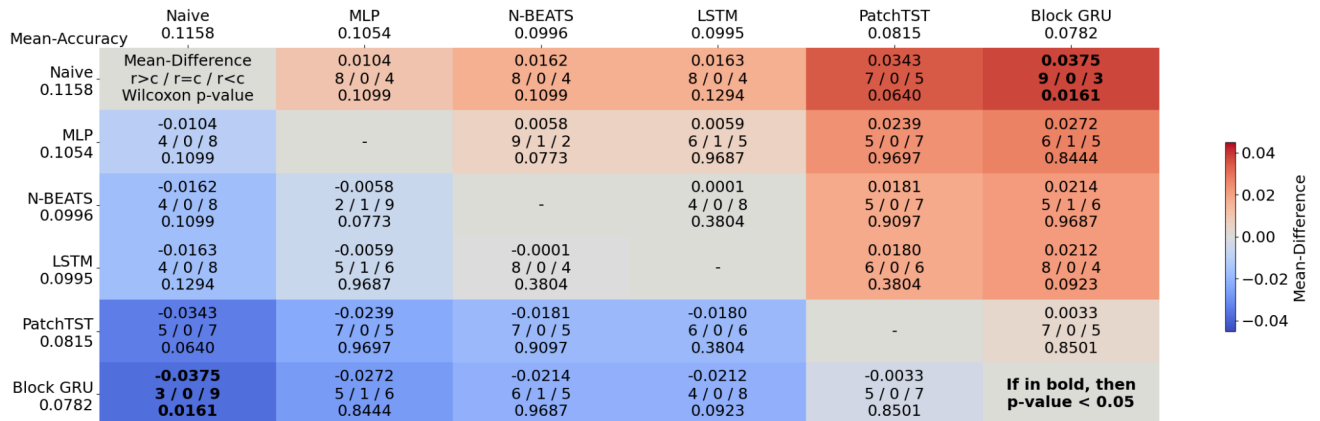 Naive MLP N-BEATS LSTM PatchTST Block GRU
Mean-Accuracy 0.1158 0.1054 0.0996 0.0995 0.0815 0.0782
Mean-Difference 0.0104 0.0162 0.0163 0.0343 0.0375
Naive r>c / r=c / r<c 8 / 0 / 4 8 / 0 / 4 8 / 0 / 4 7 / 0 / 5 9 / 0 / 3
0.1158 Wilcoxon p-value 0.1099 0.1099 0.1294 0.0640 0.0161
-0.0104 0.0058 0.0059 0.0239 0.0272
MLP 4 / 0 / 8 - 9 / 1 / 2 6 / 1 / 5 5 / 0 / 7 6 / 1 / 5
0.1054 0.1099 0.0773 0.9687 0.9697 0.8444
-0.0162 -0.0058 0.0001 0.0181 0.0214
N-BEATS 4 / 0 / 8 2 / 1 / 9 - 4 / 0 / 8 5 / 0 / 7 5 / 1 / 6
0.0996 0.1099 0.0773 0.3804 0.9097 0.9687
-0.0163 -0.0059 -0.0001 0.0180 0.0212
LSTM 4 / 0 / 8 5 / 1 / 6 8 / 0 / 4 - 6 / 0 / 6 8 / 0 / 4
0.0995 0.1294 0.9687 0.3804 0.3804 0.0923
-0.0343 -0.0239 -0.0181 -0.0180 0.0033
PatchTST 5 / 0 / 7 7 / 0 / 5 7 / 0 / 5 6 / 0 / 6 - 7 / 0 / 5
0.0815 0.0640 0.9697 0.9097 0.3804 0.8501
-0.0375 -0.0272 -0.0214 -0.0212 -0.0033
Block GRU 3 / 0 / 9 5 / 1 / 6 6 / 1 / 5 4 / 0 / 8 5 / 0 / 7 If in bold, then
0.0782 0.0161 0.8444 0.9687 0.0923 0.8501 p-value < 0.05
0.04
0.02
0.00
−0.02
−0.04
Mean-Difference